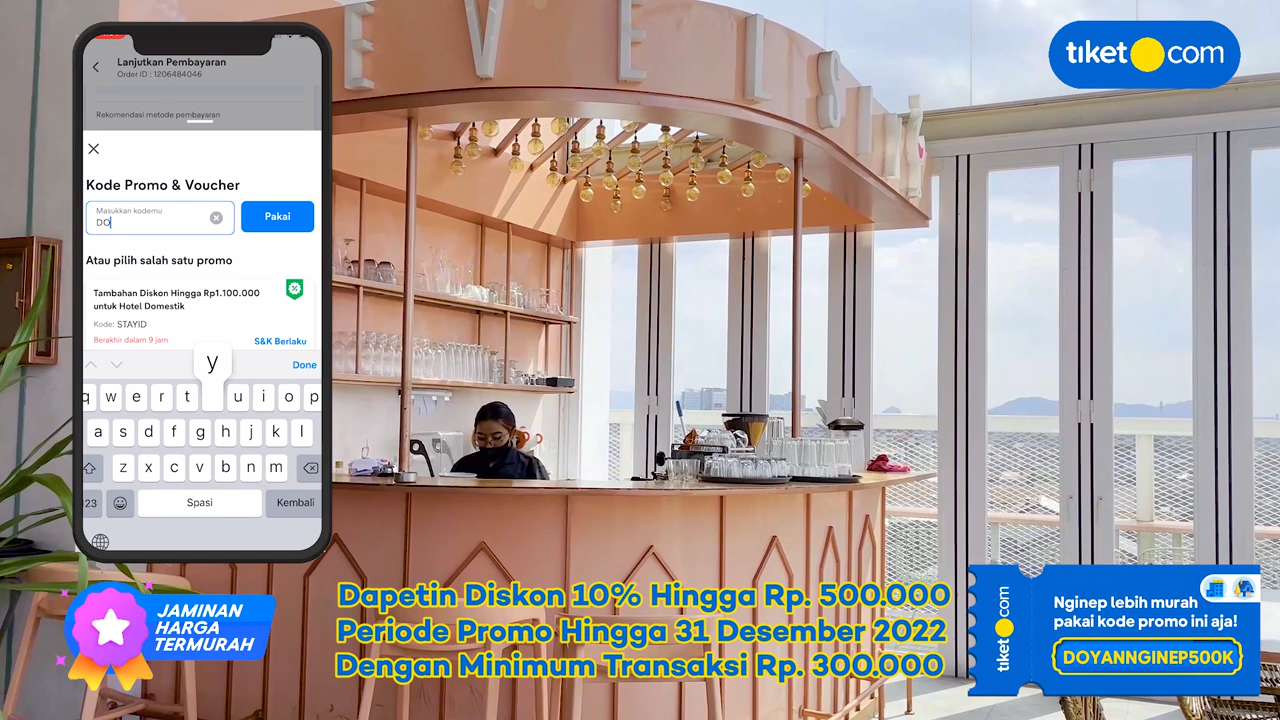 EVEISIII
tiket.com
Lanjutkan Pembayaran
Order ID : 1206484046
Rekomendasi metode pembayaran
Kode Promo & Voucher
Masukkan kodemu
DO
Pakai
Atau pilih salah satu promo
Tambahan Diskon Hingga Rp1.100.000
untuk Hotel Domestik
Kode: STAYID
Berakhir dalam 9 jam
S&K Berlaku
Done
y
q w e r t u i o p
a s d f g h j k l
z x c v b n m
123
Spasi
Kembali
JAMINAN
HARGA
TERMURAH
Dapetin Diskon 10% Hingga Rp. 500.000
Periode Promo Hingga 31 Desember 2022
Dengan Minimum Transaksi Rp. 300.000
tiket.com
Nginep lebih murah
pakai kode promo ini aja!
DOYANNGINEP500K